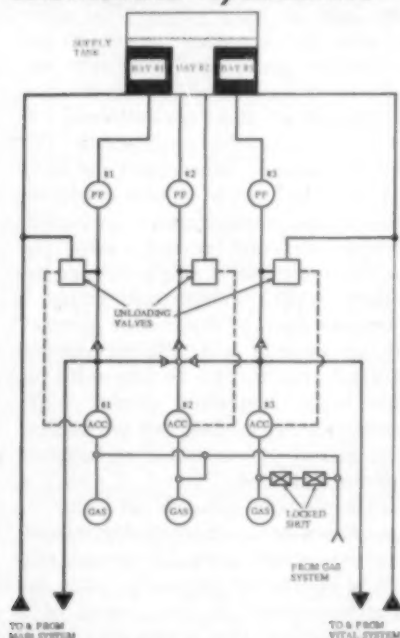 SUPPLY
TANK
BAY #1 BAY #2 BAY #3
#1 #2 #3
PP PP PP
UNLOADING
VALVES
#1 #2 #3
ACC ACC ACC
GAS GAS GAS
LOCKED
SHUT
FROM GAS
SYSTEM
TO & FROM
MAIN SYSTEM
TO & FROM
VITAL SYSTEM